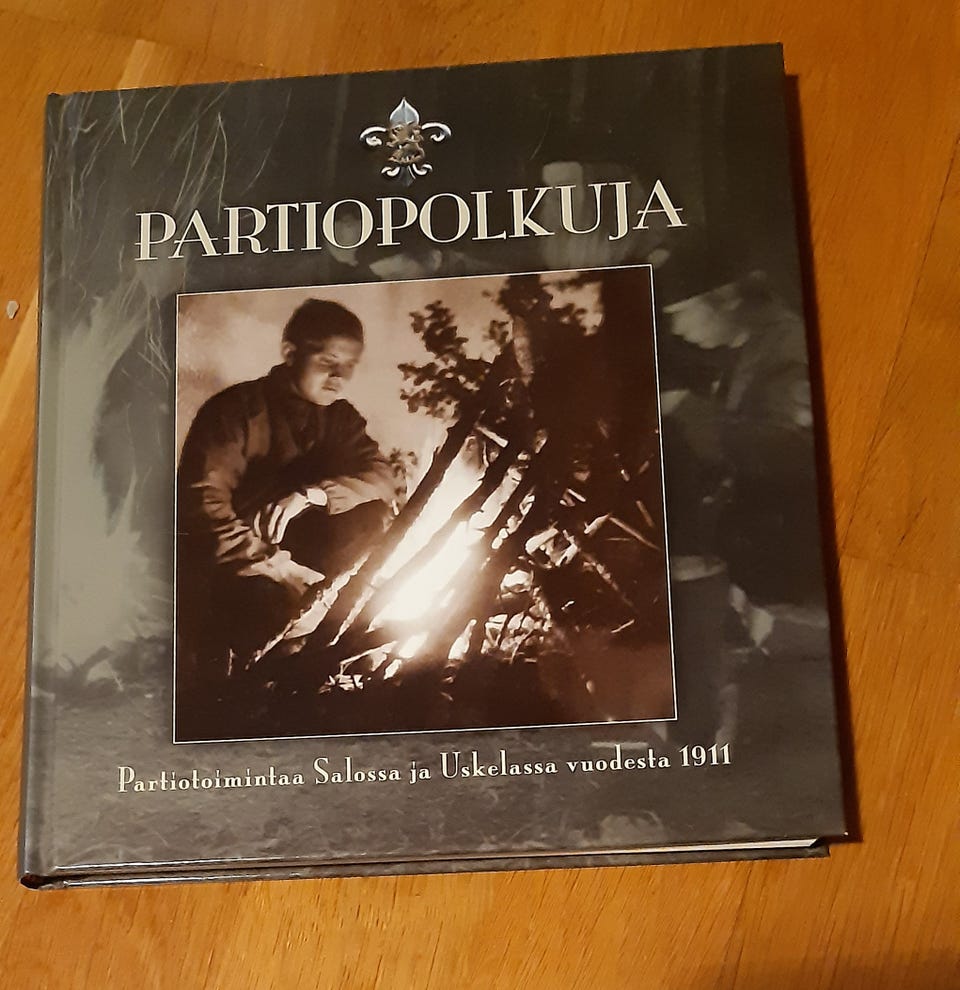 PARTIOPOLKUJA
Partiotoimintaa Salossa ja Uskelassa vuodesta 1911